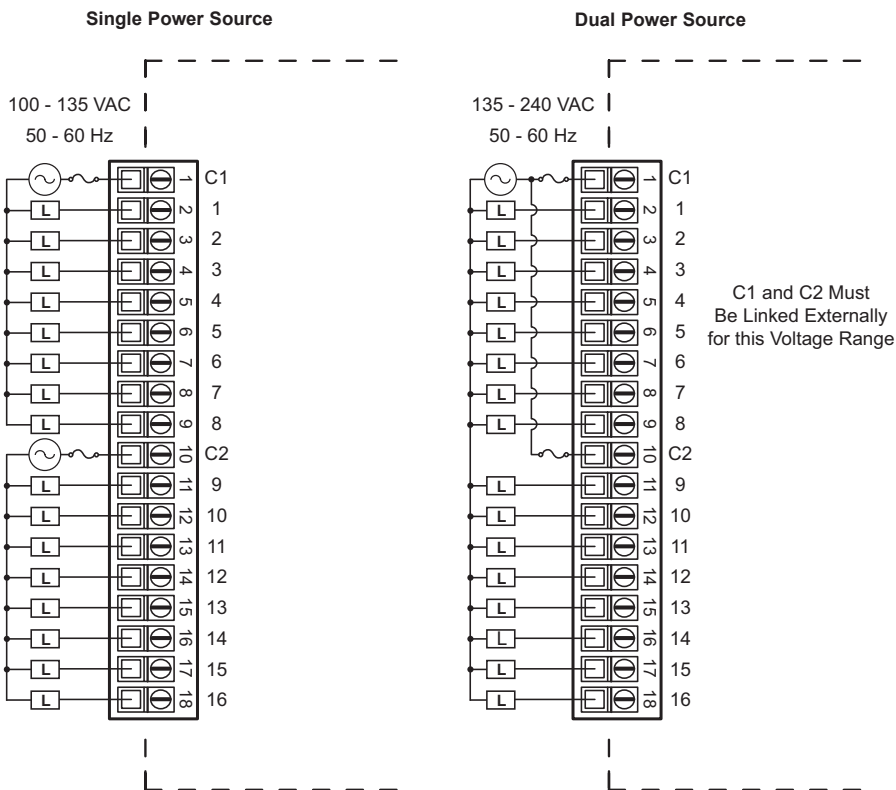 Single Power Source
100 - 135 VAC
50 - 60 Hz
1 C1
L 2 1
L 3 2
L 4 3
L 5 4
L 6 5
L 7 6
L 8 7
L 9 8
10 C2
L 11 9
L 12 10
L 13 11
L 14 12
L 15 13
L 16 14
L 17 15
L 18 16
Dual Power Source
135 - 240 VAC
50 - 60 Hz
1 C1
L 2 1
L 3 2
L 4 3
L 5 4
L 6 5
L 7 6
L 8 7
L 9 8
10 C2
L 11 9
L 12 10
L 13 11
L 14 12
L 15 13
L 16 14
L 17 15
L 18 16
C1 and C2 Must
Be Linked Externally
for this Voltage Range